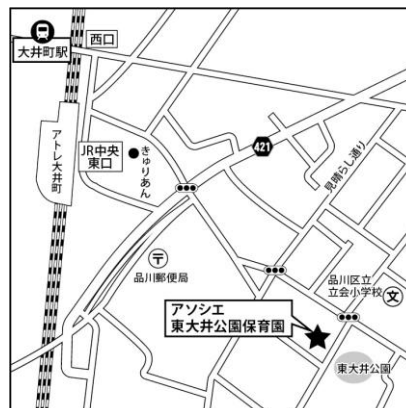 大井町駅
西口
アトレ大井町
JR中央
東口
きゅりあん
421
見晴らし通り
〒
品川郵便局
品川区立
立会小学校
文
アソシエ
東大井公園保育園
東大井公園